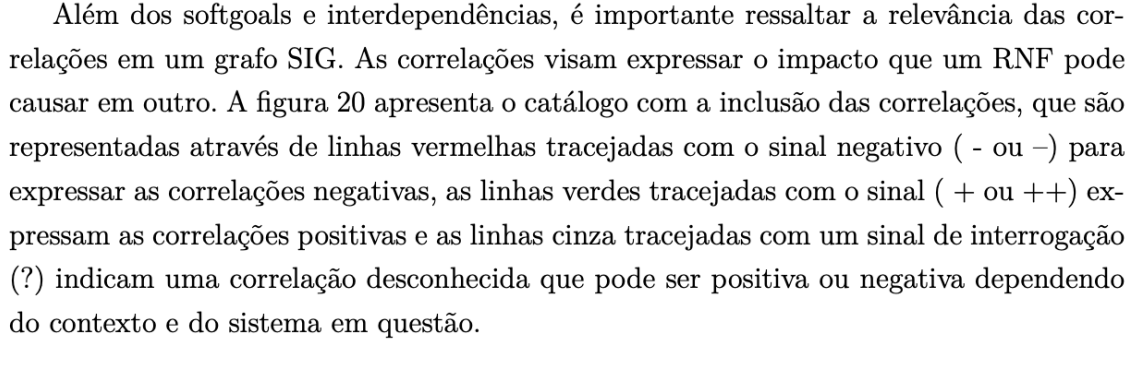 Além dos softgoals e interdependências, é importante ressaltar a relevância das cor-
relações em um grafo SIG. As correlações visam expressar o impacto que um RNF pode
causar em outro. A figura 20 apresenta o catálogo com a inclusão das correlações, que são
representadas através de linhas vermelhas tracejadas com o sinal negativo ( - ou –) para
expressar as correlações negativas, as linhas verdes tracejadas com o sinal ( + ou ++) ex-
pressam as correlações positivas e as linhas cinza tracejadas com um sinal de interrogação
(?) indicam uma correlação desconhecida que pode ser positiva ou negativa dependendo
do contexto e do sistema em questão.